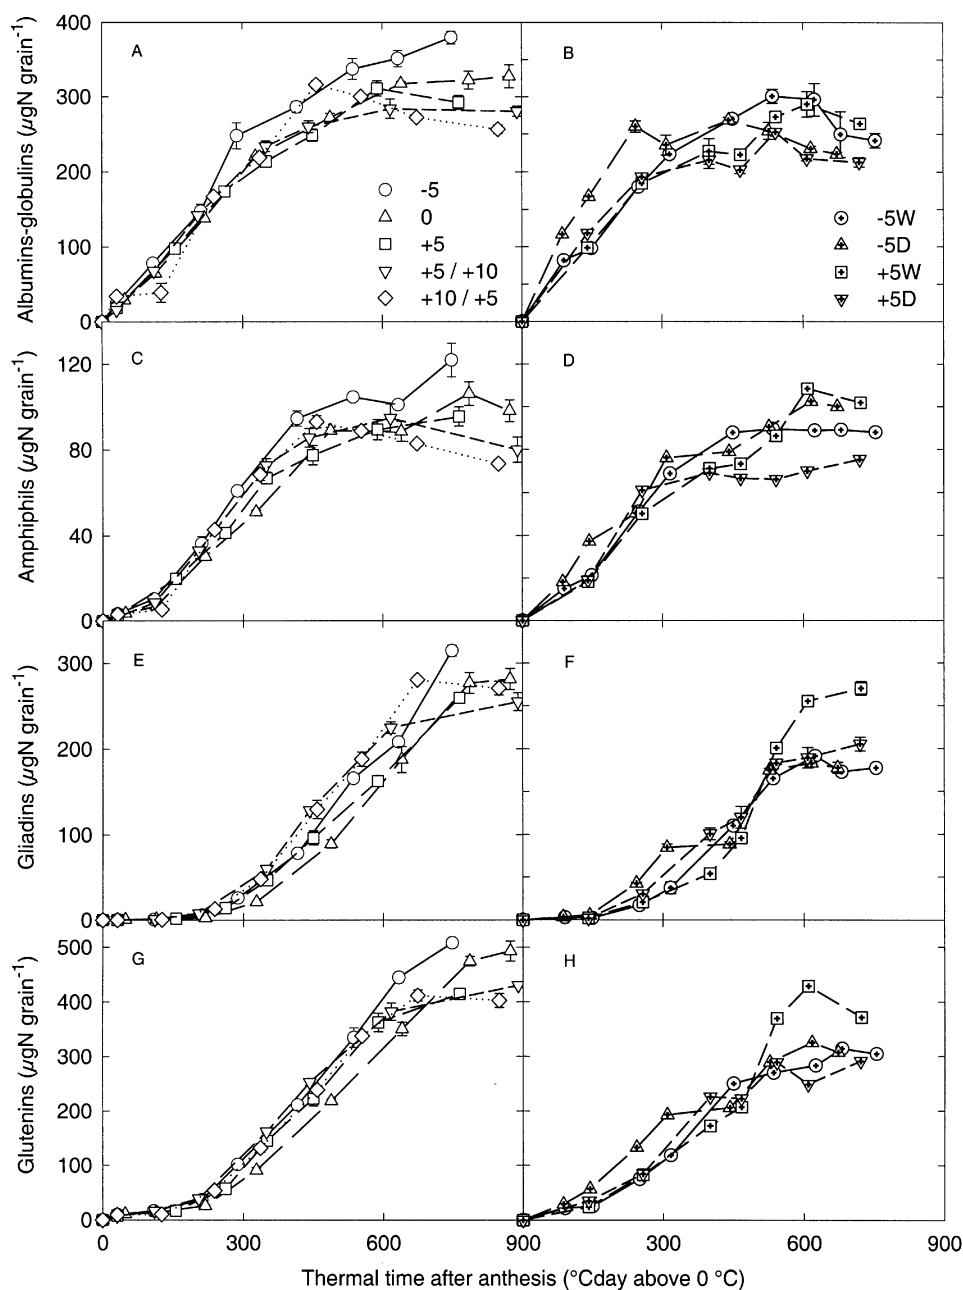 Albumins-globulins (µgN grain-1)
400
300
200
100
0
A
-5
0
+5
+5 / +10
+10 / +5
B
-5W
-5D
+5W
+5D
Amphiphils (µgN grain-1)
120
80
40
0
C
D
Gliadins (µgN grain-1)
300
200
100
0
E
F
Glutenins (µgN grain-1)
500
400
300
200
100
0
G
H
0 300 600 900 300 600 900
Thermal time after anthesis (°Cday above 0 °C)